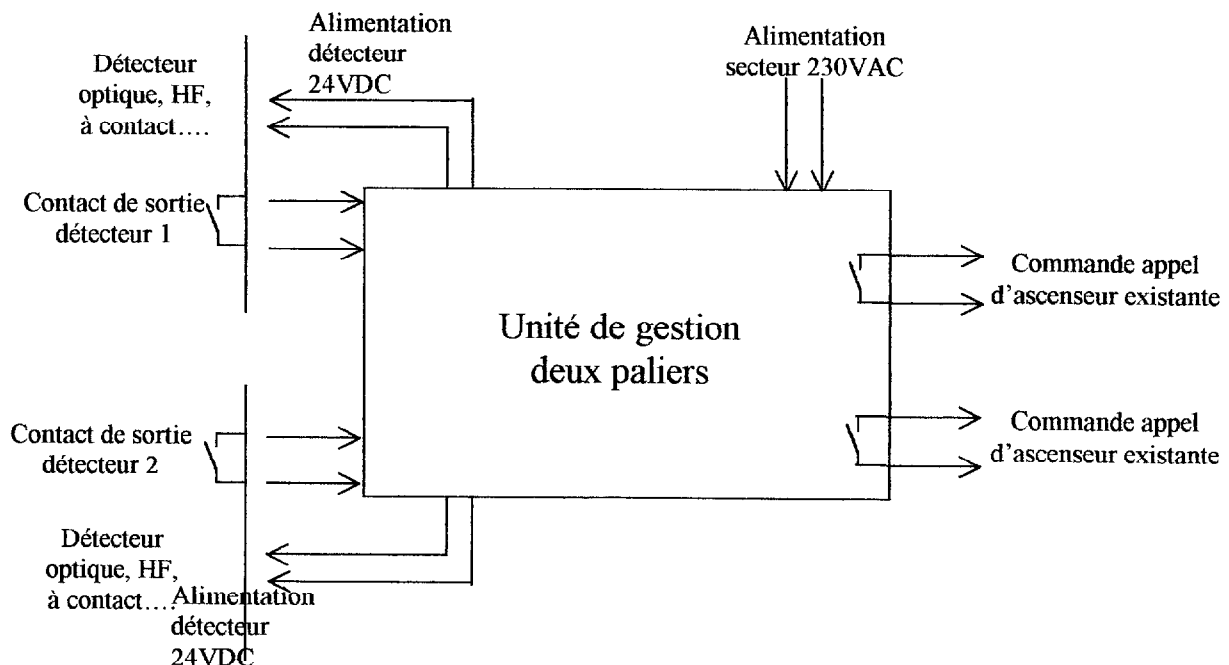 Alimentation
détecteur
24VDC
Alimentation
secteur 230VAC
Détecteur
optique, HF,
à contact....
Contact de sortie
détecteur 1
Commande appel
d'ascenseur existante
Unité de gestion
deux paliers
Contact de sortie
détecteur 2
Commande appel
d'ascenseur existante
Détecteur
optique, HF,
à contact....
Alimentation
détecteur
24VDC